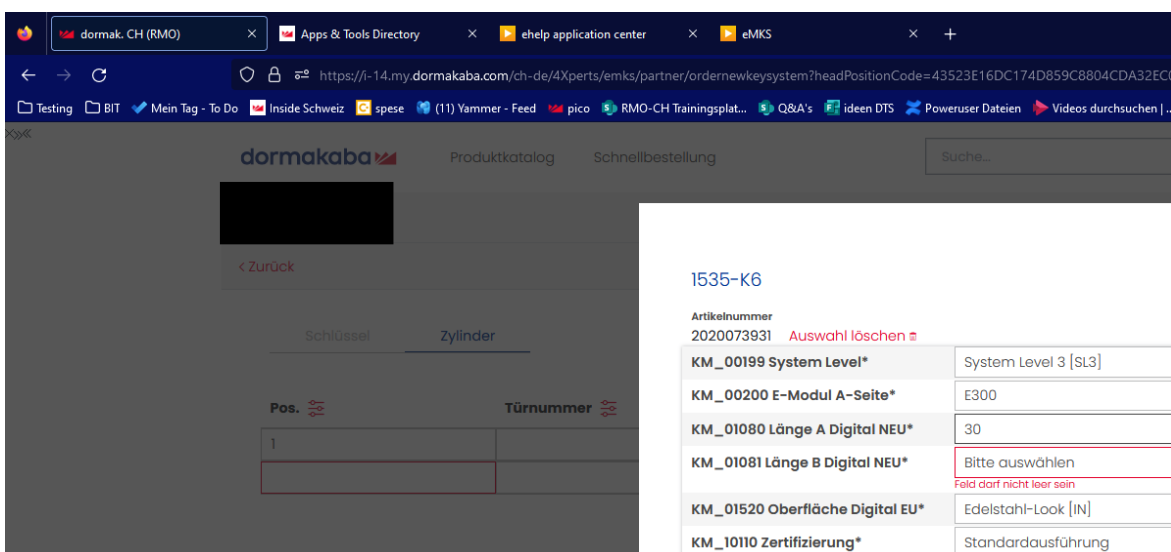 dormak. CH (RMO)
Apps & Tools Directory
ehelp application center
eMKS
https://i-14.my.dormakaba.com/ch-de/4Xperts/emks/partner/ordernewkeysystem?headPositionCode=43523E16DC174D859C8804CDA32EC
Testing BIT Mein Tag - To Do Inside Schweiz spese (11) Yammer - Feed pico RMO-CH Trainingsplat... Q&A's ideen DTS Poweruser Dateien Videos durchsuchen |...
dormakaba Produktkatalog Schnellbestellung Suche...
< Zurück
1535-K6
Artikelnummer
2020073931 Auswahl löschen
Schlüssel Zylinder
KM_00199 System Level* System Level 3 [SL3]
KM_00200 E-Modul A-Seite* E300
Pos. Türnummer
KM_01080 Länge A Digital NEU* 30
1
KM_01081 Länge B Digital NEU* Bitte auswählen
Feld darf nicht leer sein
KM_01520 Oberfläche Digital EU* Edelstahl-Look [IN]
KM_10110 Zertifizierung* Standardausführung